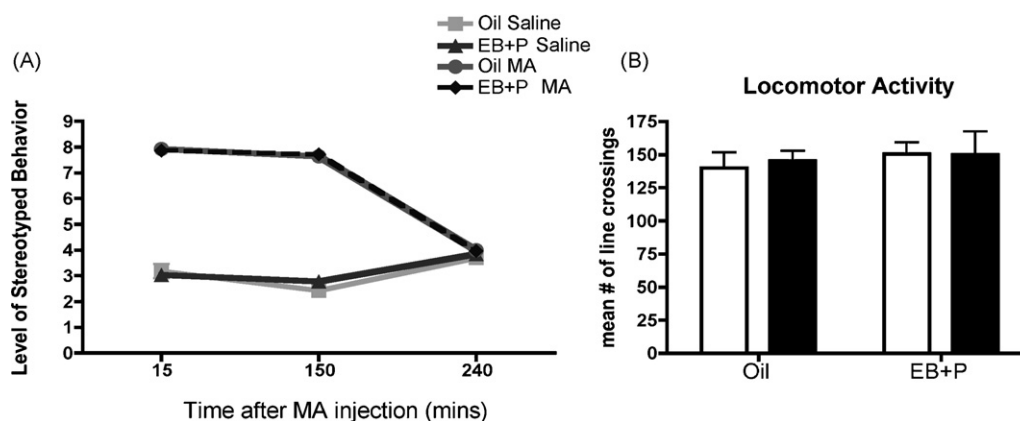 Oil Saline
EB+P Saline
Oil MA
EB+P MA
(A)
Level of Stereotyped Behavior
9
8
7
6
5
4
3
2
1
0
15 150 240
Time after MA injection (mins)
(B)
Locomotor Activity
mean # of line crossings
175
150
125
100
75
50
25
0
Oil EB+P